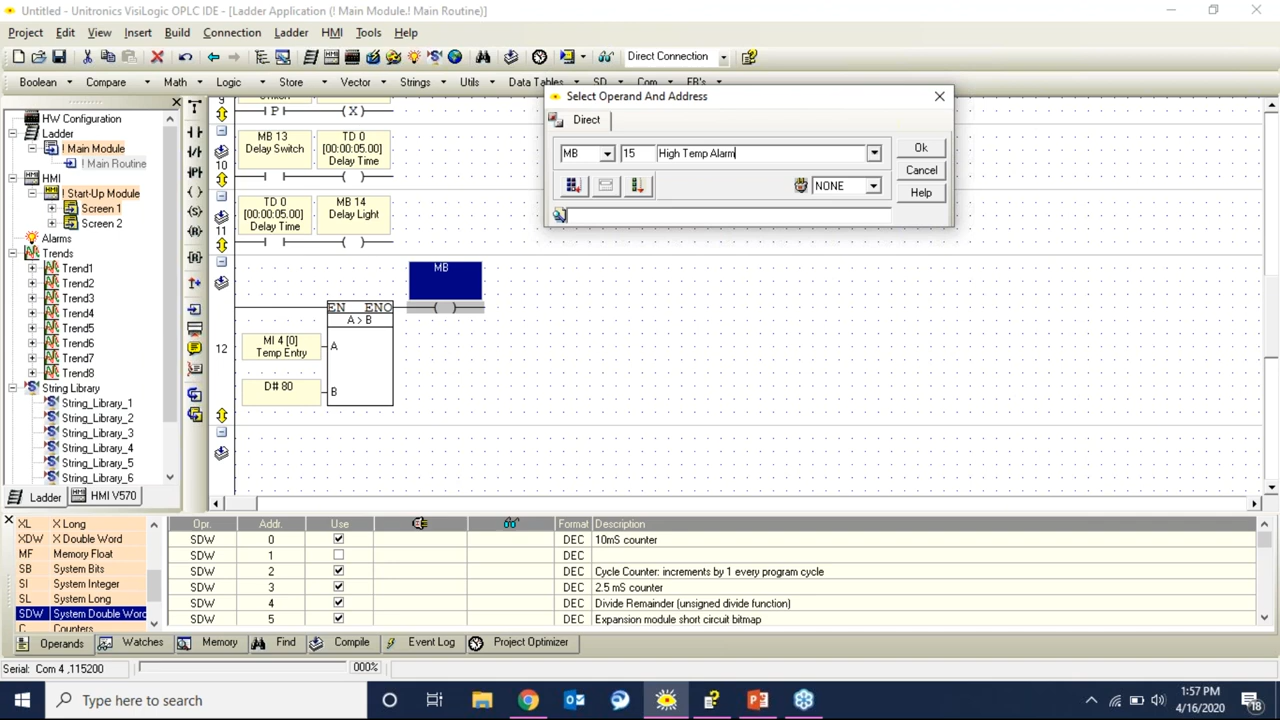 Untitled - Unitronics VisiLogic OPLC IDE - [Ladder Application (! Main Module.! Main Routine)]
Project Edit View Insert Build Connection Ladder HMI Tools Help
Direct Connection
Boolean Compare Math Logic Store Vector Strings Utils Data Tables SD Com FB's
HW Configuration
Ladder
! Main Module
! Main Routine
HMI
! Start-Up Module
Screen 1
Screen 2
Alarms
Trends
Trend1
Trend2
Trend3
Trend4
Trend5
Trend6
Trend7
Trend8
String Library
String_Library_1
String_Library_2
String_Library_3
String_Library_4
String_Library_5
String_Library_6
Ladder HMI V570
9
P (X)
MB 13
Delay Switch
TD 0
[00:00:05.00]
Delay Time
10
TD 0
[00:00:05.00]
Delay Time
MB 14
Delay Light
11
MB
EN ENO
A > B
MI 4 [0]
Temp Entry
A
12
D# 80
B
Select Operand And Address
Direct
MB 15 High Temp Alarm
Ok
Cancel
Help
NONE
XL X Long
XDW X Double Word
MF Memory Float
SB System Bits
SI System Integer
SL System Long
SDW System Double Word
C Counters
Opr. Addr. Use Format Description
SDW 0 DEC 10mS counter
SDW 1 DEC
SDW 2 DEC Cycle Counter: increments by 1 every program cycle
SDW 3 DEC 2.5 mS counter
SDW 4 DEC Divide Remainder (unsigned divide function)
SDW 5 DEC Expansion module short circuit bitmap
Operands Watches Memory Find Compile Event Log Project Optimizer
Serial: Com 4 ,115200
000%
Type here to search
1:57 PM
4/16/2020
18